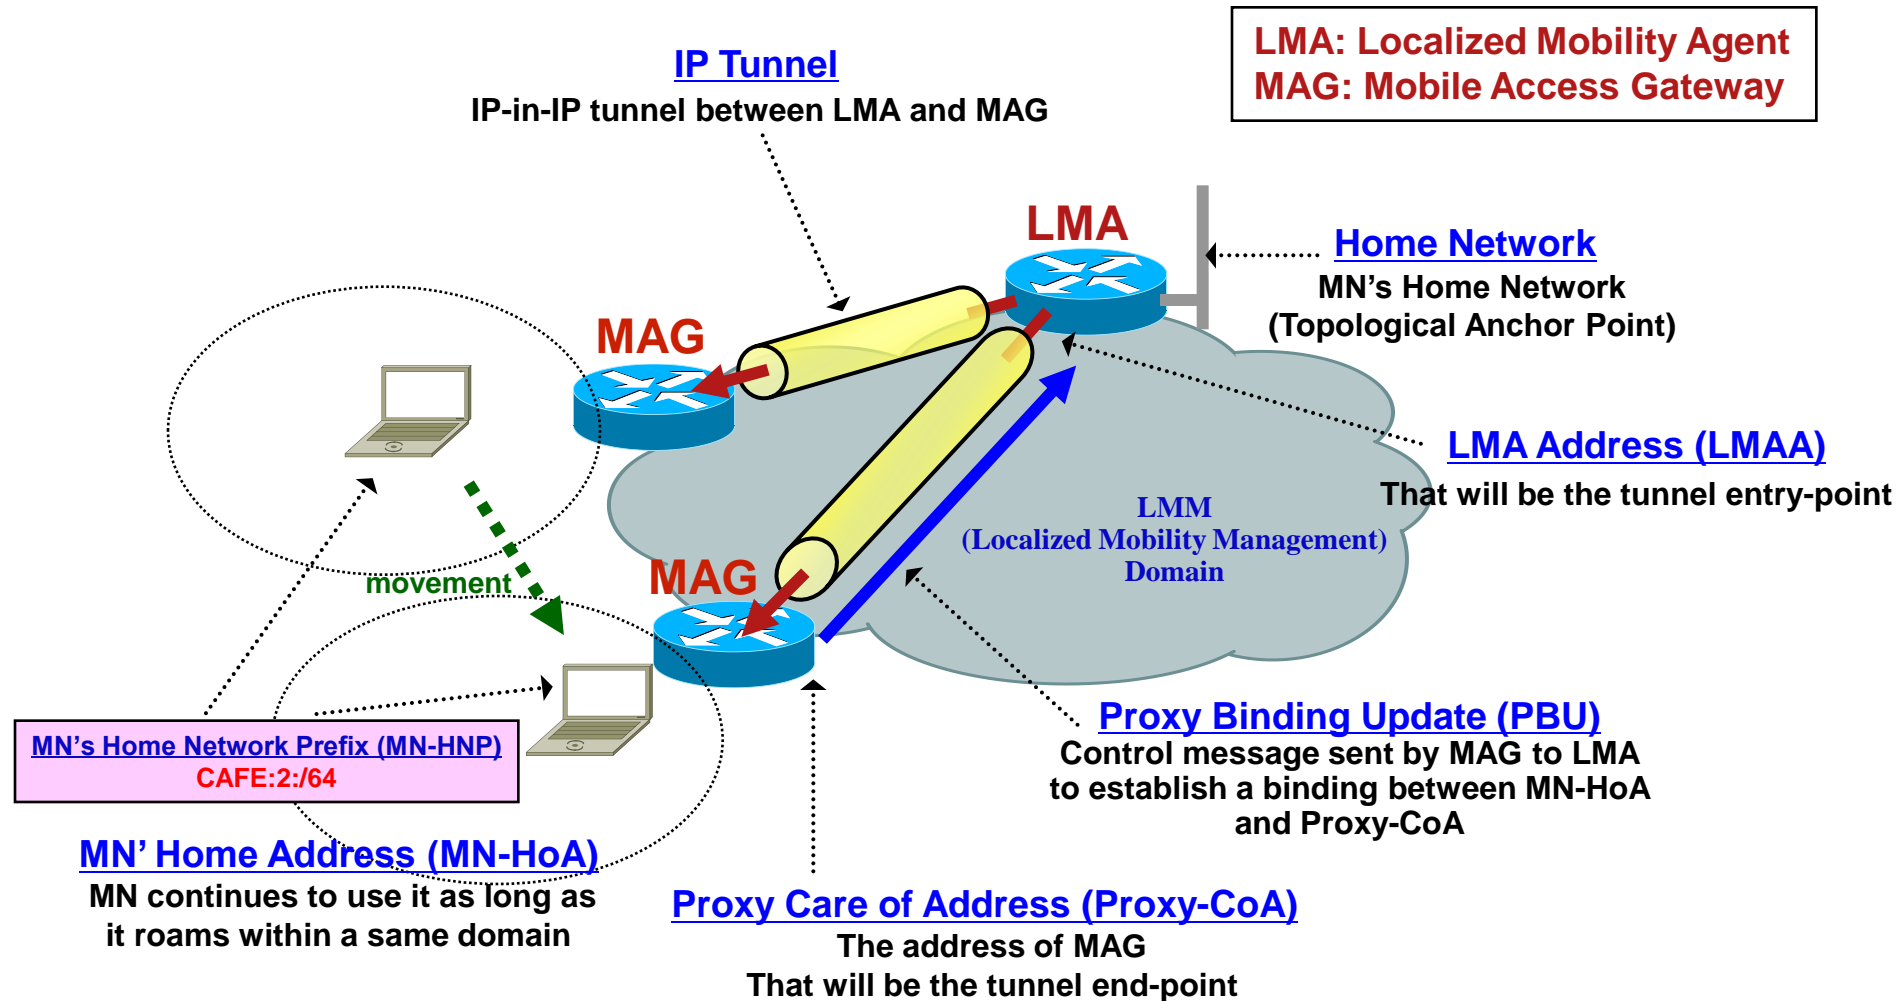 LMA: Localized Mobility Agent
MAG: Mobile Access Gateway
IP Tunnel
IP-in-IP tunnel between LMA and MAG
LMA
Home Network
MN’s Home Network
(Topological Anchor Point)
MAG
LMA Address (LMAA)
That will be the tunnel entry-point
LMM
(Localized Mobility Management)
Domain
movement
MAG
MN’s Home Network Prefix (MN-HNP)
CAFE:2:/64
Proxy Binding Update (PBU)
Control message sent by MAG to LMA
to establish a binding between MN-HoA
and Proxy-CoA
MN’ Home Address (MN-HoA)
MN continues to use it as long as
it roams within a same domain
Proxy Care of Address (Proxy-CoA)
The address of MAG
That will be the tunnel end-point